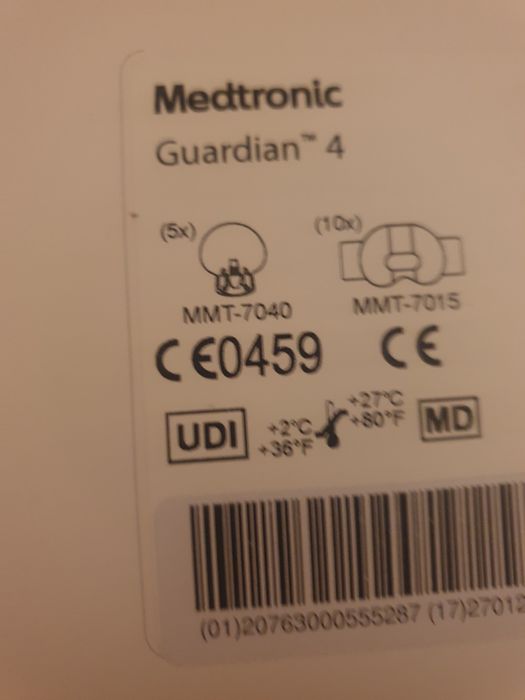 Medtronic
Guardian™ 4
(5x) (10x)
MMT-7040 MMT-7015
CE0459 CE
UDI +2°C +36°F +27°C +80°F MD
(01)20763000555287 (17)27012